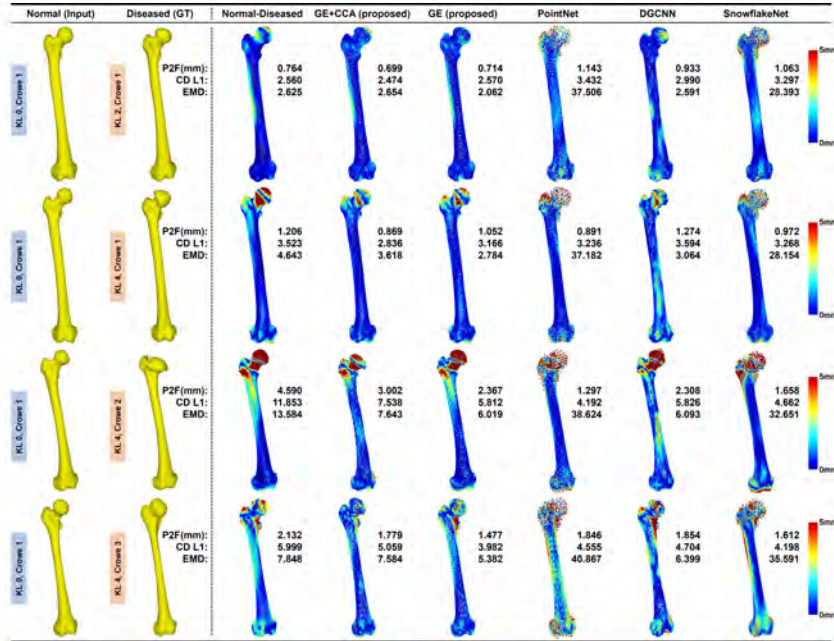 Normal (Input) Diseased (GT) Normal-Diseased GE+CCA (proposed) GE (proposed) PointNet DGCNN SnowflakeNet
KL 0, Crowe 1 KL 2, Crowe 1
P2F(mm): 0.764 0.699 0.714 1.143 0.933 1.063
CD L1: 2.560 2.474 2.570 3.432 2.990 3.297
EMD: 2.625 2.654 2.062 37.506 2.591 28.393
5mm
0mm
KL 0, Crowe 1 KL 4, Crowe 1
P2F(mm): 1.206 0.869 1.052 0.891 1.274 0.972
CD L1: 3.523 2.836 3.166 3.236 3.594 3.268
EMD: 4.643 3.618 2.784 37.182 3.064 28.154
5mm
0mm
KL 0, Crowe 1 KL 4, Crowe 2
P2F(mm): 4.590 3.002 2.367 1.297 2.308 1.658
CD L1: 11.853 7.538 5.812 4.192 5.826 4.662
EMD: 13.584 7.643 6.019 38.624 6.093 32.651
5mm
0mm
KL 0, Crowe 1 KL 4, Crowe 3
P2F(mm): 2.132 1.779 1.477 1.846 1.854 1.612
CD L1: 5.999 5.059 3.982 4.555 4.704 4.198
EMD: 7.848 7.584 5.382 40.867 6.399 35.591
5mm
0mm